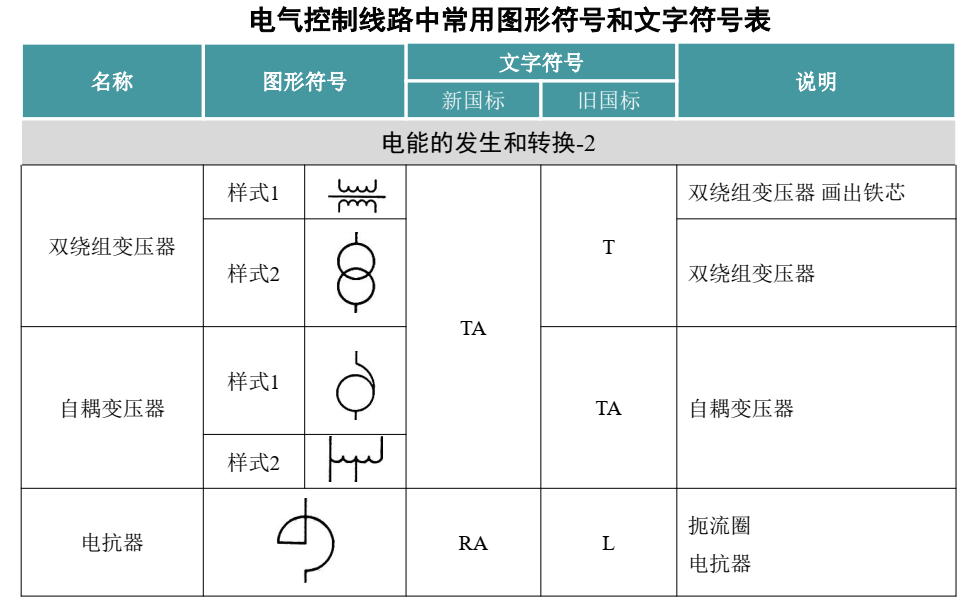 电气控制线路中常用图形符号和文字符号表
名称 图形符号 文字符号 说明
新国标 旧国标
电能的发生和转换-2
双绕组变压器 样式1 TA T 双绕组变压器 画出铁芯
样式2 双绕组变压器
自耦变压器 样式1 TA 自耦变压器
样式2
电抗器 RA L 扼流圈
电抗器